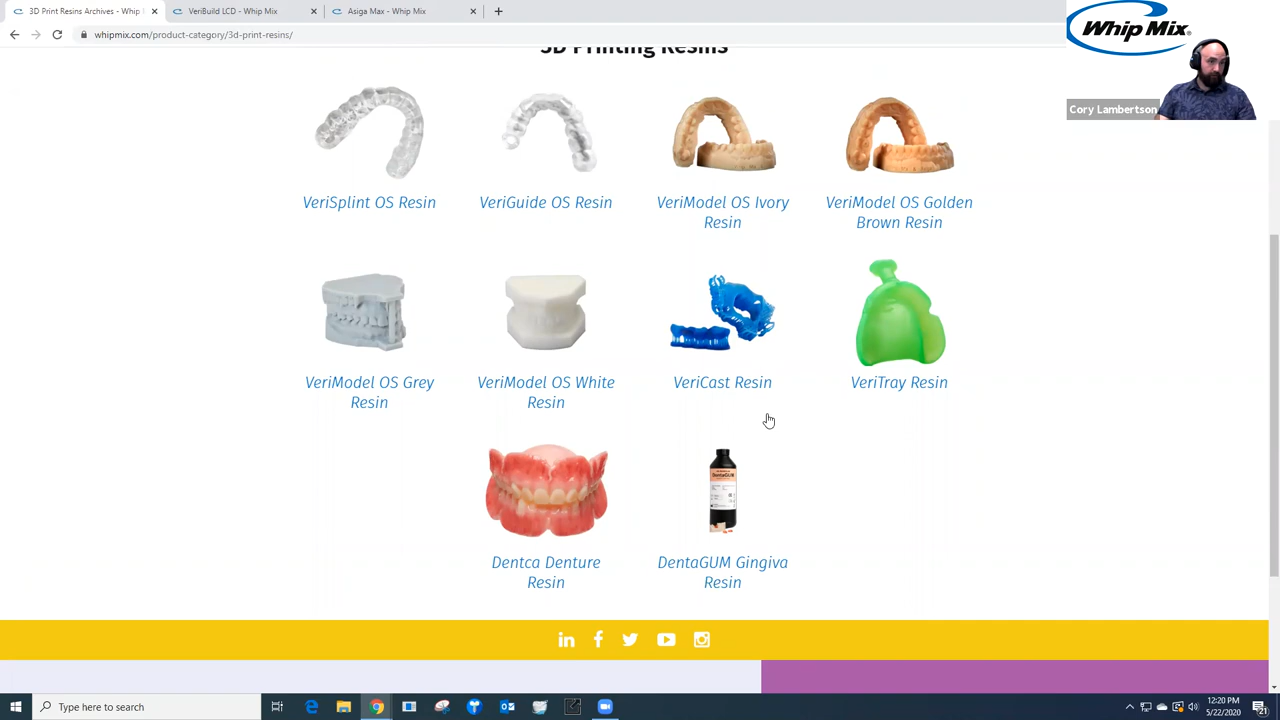 3D Print Resins Archives - Whip
VeriBuild LCD - Whip Mix
Asiga Max - Whip Mix
whipmix.com/product-category/3d-print-resins/
Whip Mix®
Cory Lambertson
3D Printing Resins
VeriSplint OS Resin
VeriGuide OS Resin
VeriModel OS Ivory
Resin
VeriModel OS Golden
Brown Resin
VeriModel OS Grey
Resin
VeriModel OS White
Resin
VeriCast Resin
VeriTray Resin
DentaGUM
Dentca Denture
Resin
DentaGUM Gingiva
Resin
Type here to search
12:20 PM
5/22/2020
21